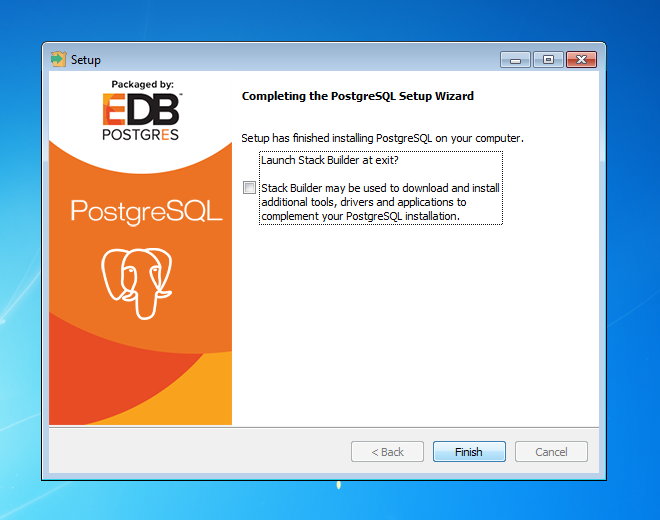 Setup
Packaged by:
EDB™
POSTGRES
PostgreSQL
Completing the PostgreSQL Setup Wizard
Setup has finished installing PostgreSQL on your computer.
Launch Stack Builder at exit?
Stack Builder may be used to download and install
additional tools, drivers and applications to
complement your PostgreSQL installation.
< Back
Finish
Cancel